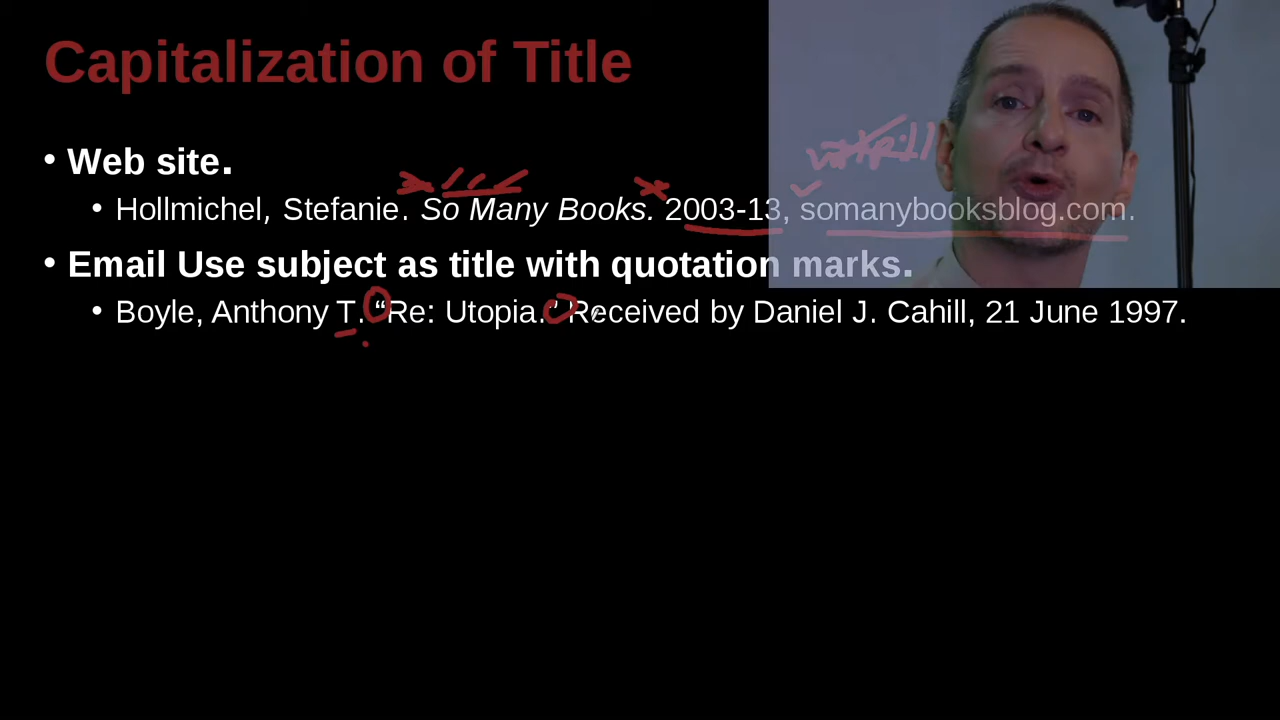 Capitalization of Title
• Web site.
• Hollmichel, Stefanie. So Many Books. 2003-13, somanybooksblog.com.
• Email Use subject as title with quotation marks.
• Boyle, Anthony T. “Re: Utopia.” Received by Daniel J. Cahill, 21 June 1997.